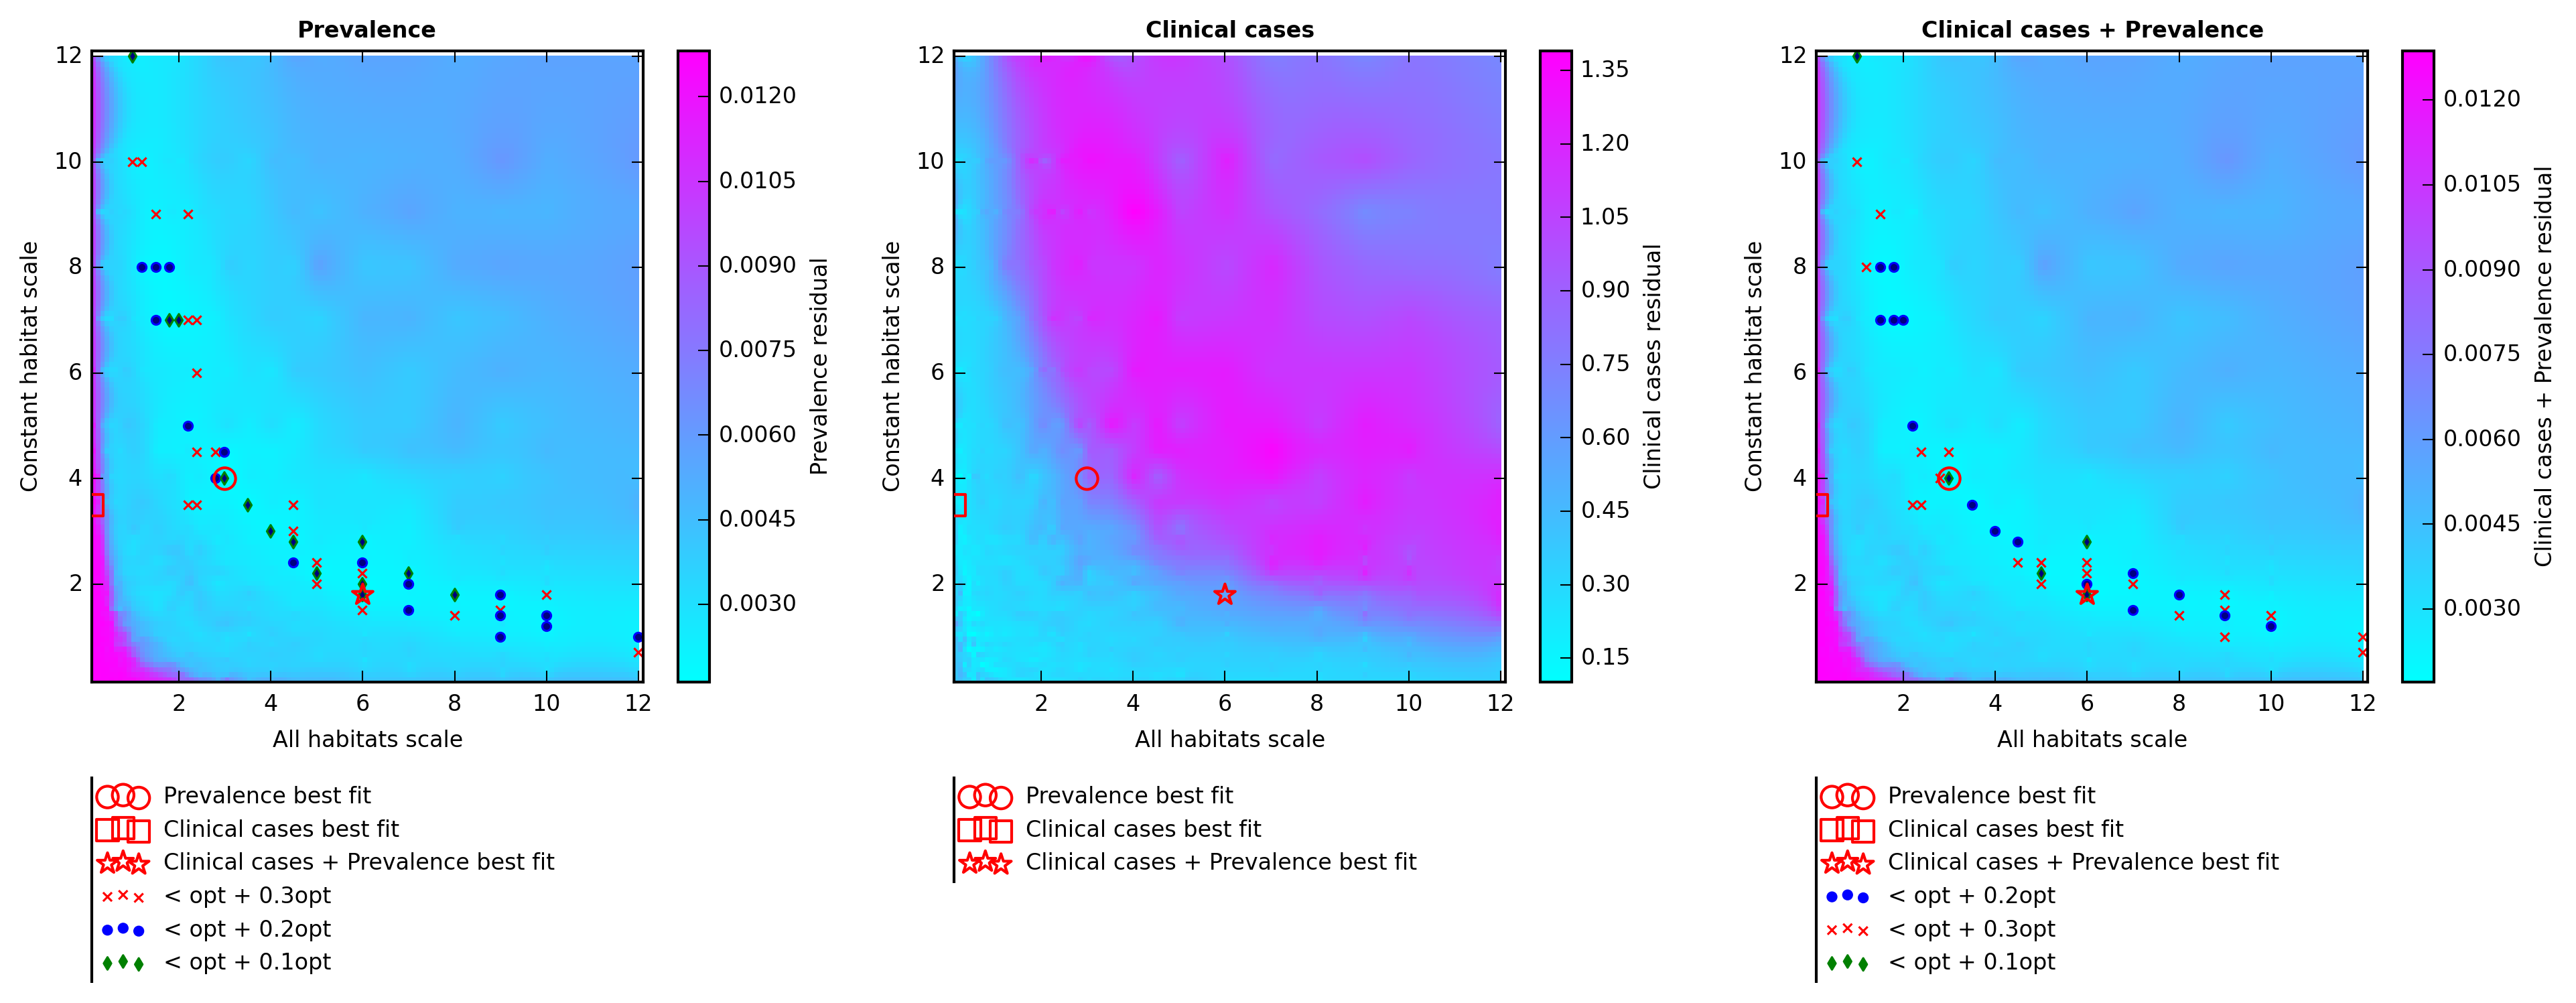 Prevalence
12
10
8
6
4
2
Constant habitat scale
2 4 6 8 10 12
All habitats scale
0.0120
0.0105
0.0090
0.0075
0.0060
0.0045
0.0030
Prevalence residual
Prevalence best fit
Clinical cases best fit
Clinical cases + Prevalence best fit
< opt + 0.3opt
< opt + 0.2opt
< opt + 0.1opt
Clinical cases
12
10
8
6
4
2
Constant habitat scale
2 4 6 8 10 12
All habitats scale
1.35
1.20
1.05
0.90
0.75
0.60
0.45
0.30
0.15
Clinical cases residual
Prevalence best fit
Clinical cases best fit
Clinical cases + Prevalence best fit
Clinical cases + Prevalence
12
10
8
6
4
2
Constant habitat scale
2 4 6 8 10 12
All habitats scale
0.0120
0.0105
0.0090
0.0075
0.0060
0.0045
0.0030
Clinical cases + Prevalence residual
Prevalence best fit
Clinical cases best fit
Clinical cases + Prevalence best fit
< opt + 0.2opt
< opt + 0.3opt
< opt + 0.1opt